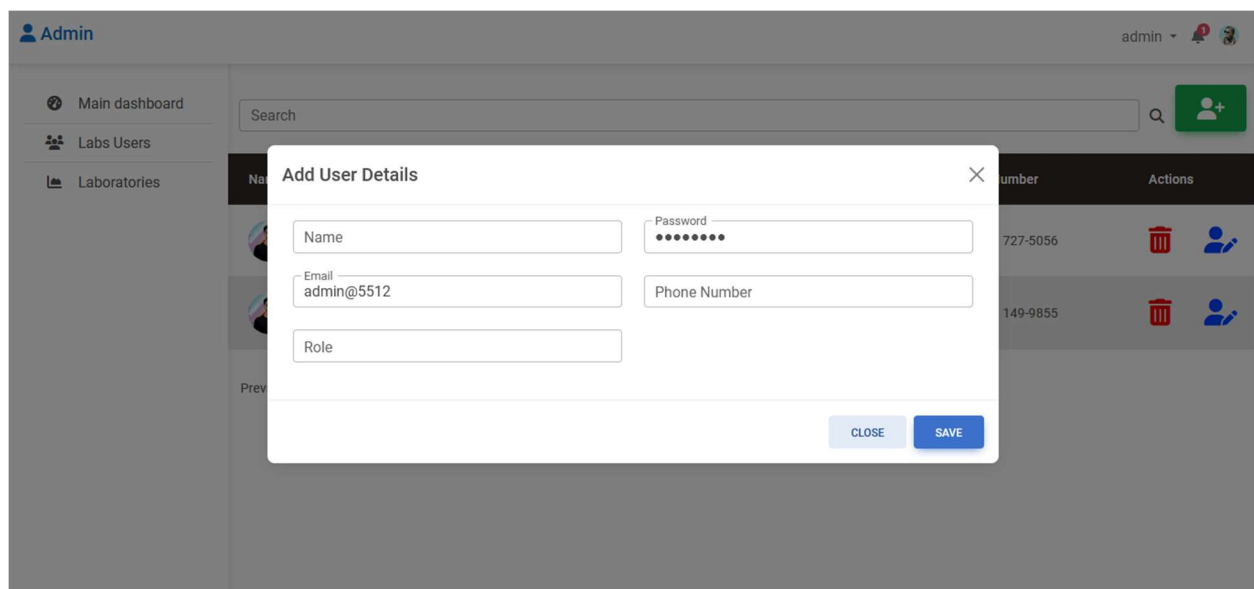 Admin
admin
1
Main dashboard
Labs Users
Laboratories
Search
Add User Details
umber
Actions
Name
Password
••••••••
Email
admin@5512
Phone Number
Role
727-5056
149-9855
CLOSE
SAVE